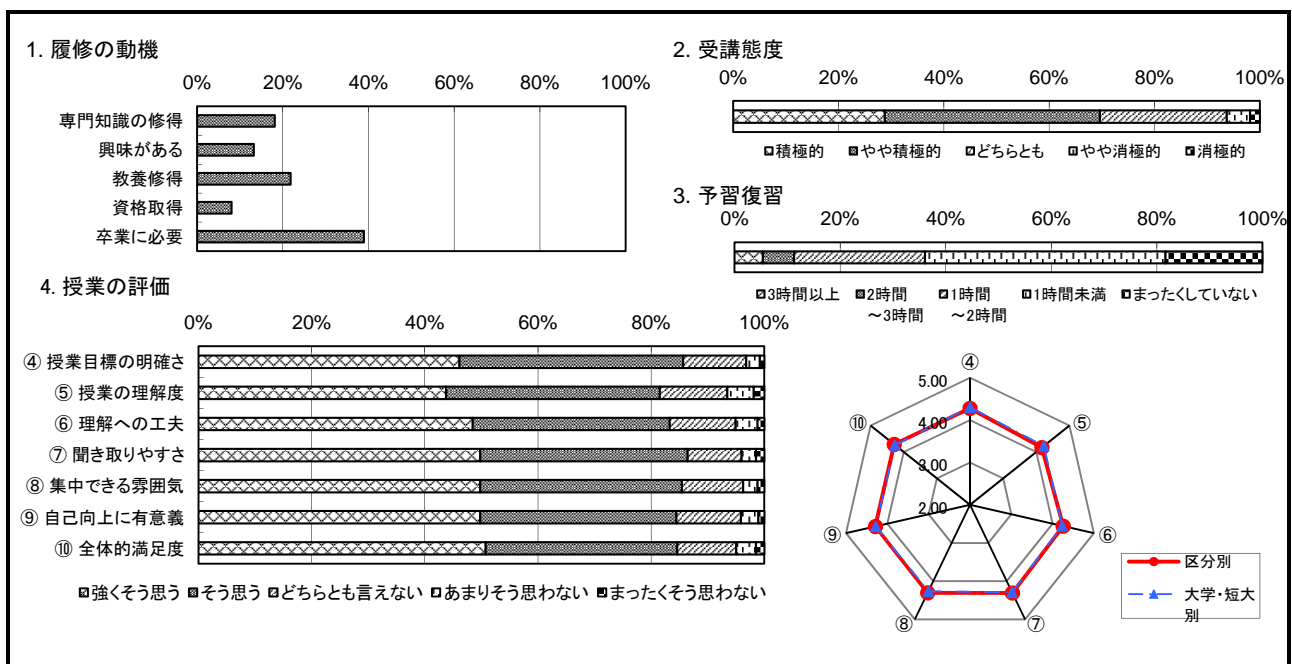 1. 履修の動機
0% 20% 40% 60% 80% 100%
専門知識の修得
興味がある
教養修得
資格取得
卒業に必要
2. 受講態度
0% 20% 40% 60% 80% 100%
積極的 やや積極的 どちらとも やや消極的 消極的
3. 予習復習
0% 20% 40% 60% 80% 100%
3時間以上 2時間 1時間 1時間未満 まったくしていない
～3時間 ～2時間
4. 授業の評価
0% 20% 40% 60% 80% 100%
④ 授業目標の明確さ
⑤ 授業の理解度
⑥ 理解への工夫
⑦ 聞き取りやすさ
⑧ 集中できる雰囲気
⑨ 自己向上に有意義
⑩ 全体的満足度
強くそう思う そう思う どちらとも言えない あまりそう思わない まったくそう思わない
④
5.00
⑩ ⑤
4.00
3.00
2.00
⑨ ⑥
⑧ ⑦
区分別
大学・短大
別